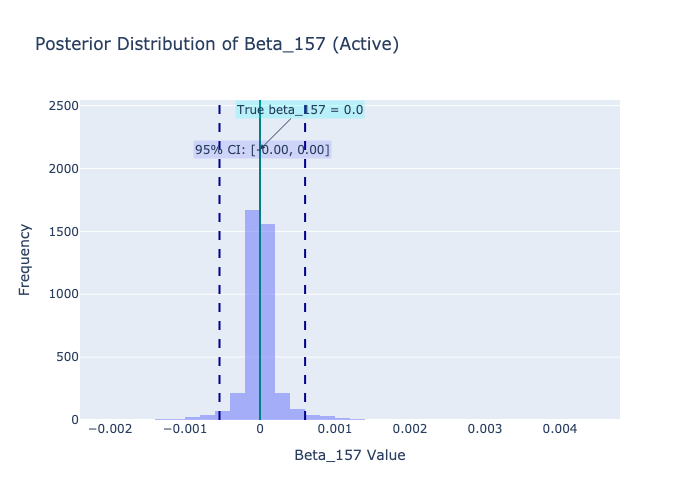 Posterior Distribution of Beta_157 (Active)
2500
True beta_157 = 0.0
95% CI: [-0.00, 0.00]
2000
1500
1000
500
0
Frequency
−0.002
−0.001
0
0.001
0.002
0.003
0.004
Beta_157 Value